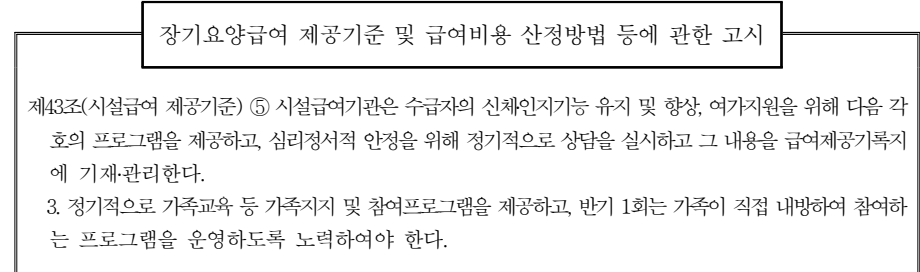 장기요양급여 제공기준 및 급여비용 산정방법 등에 관한 고시
제43조(시설급여 제공기준) ⑤ 시설급여기관은 수급자의 신체인지기능 유지 및 향상, 여가지원을 위해 다음 각
호의 프로그램을 제공하고, 심리정서적 안정을 위해 정기적으로 상담을 실시하고 그 내용을 급여제공기록지
에 기재·관리한다.
3. 정기적으로 가족교육 등 가족지지 및 참여프로그램을 제공하고, 반기 1회는 가족이 직접 내방하여 참여하
는 프로그램을 운영하도록 노력하여야 한다.